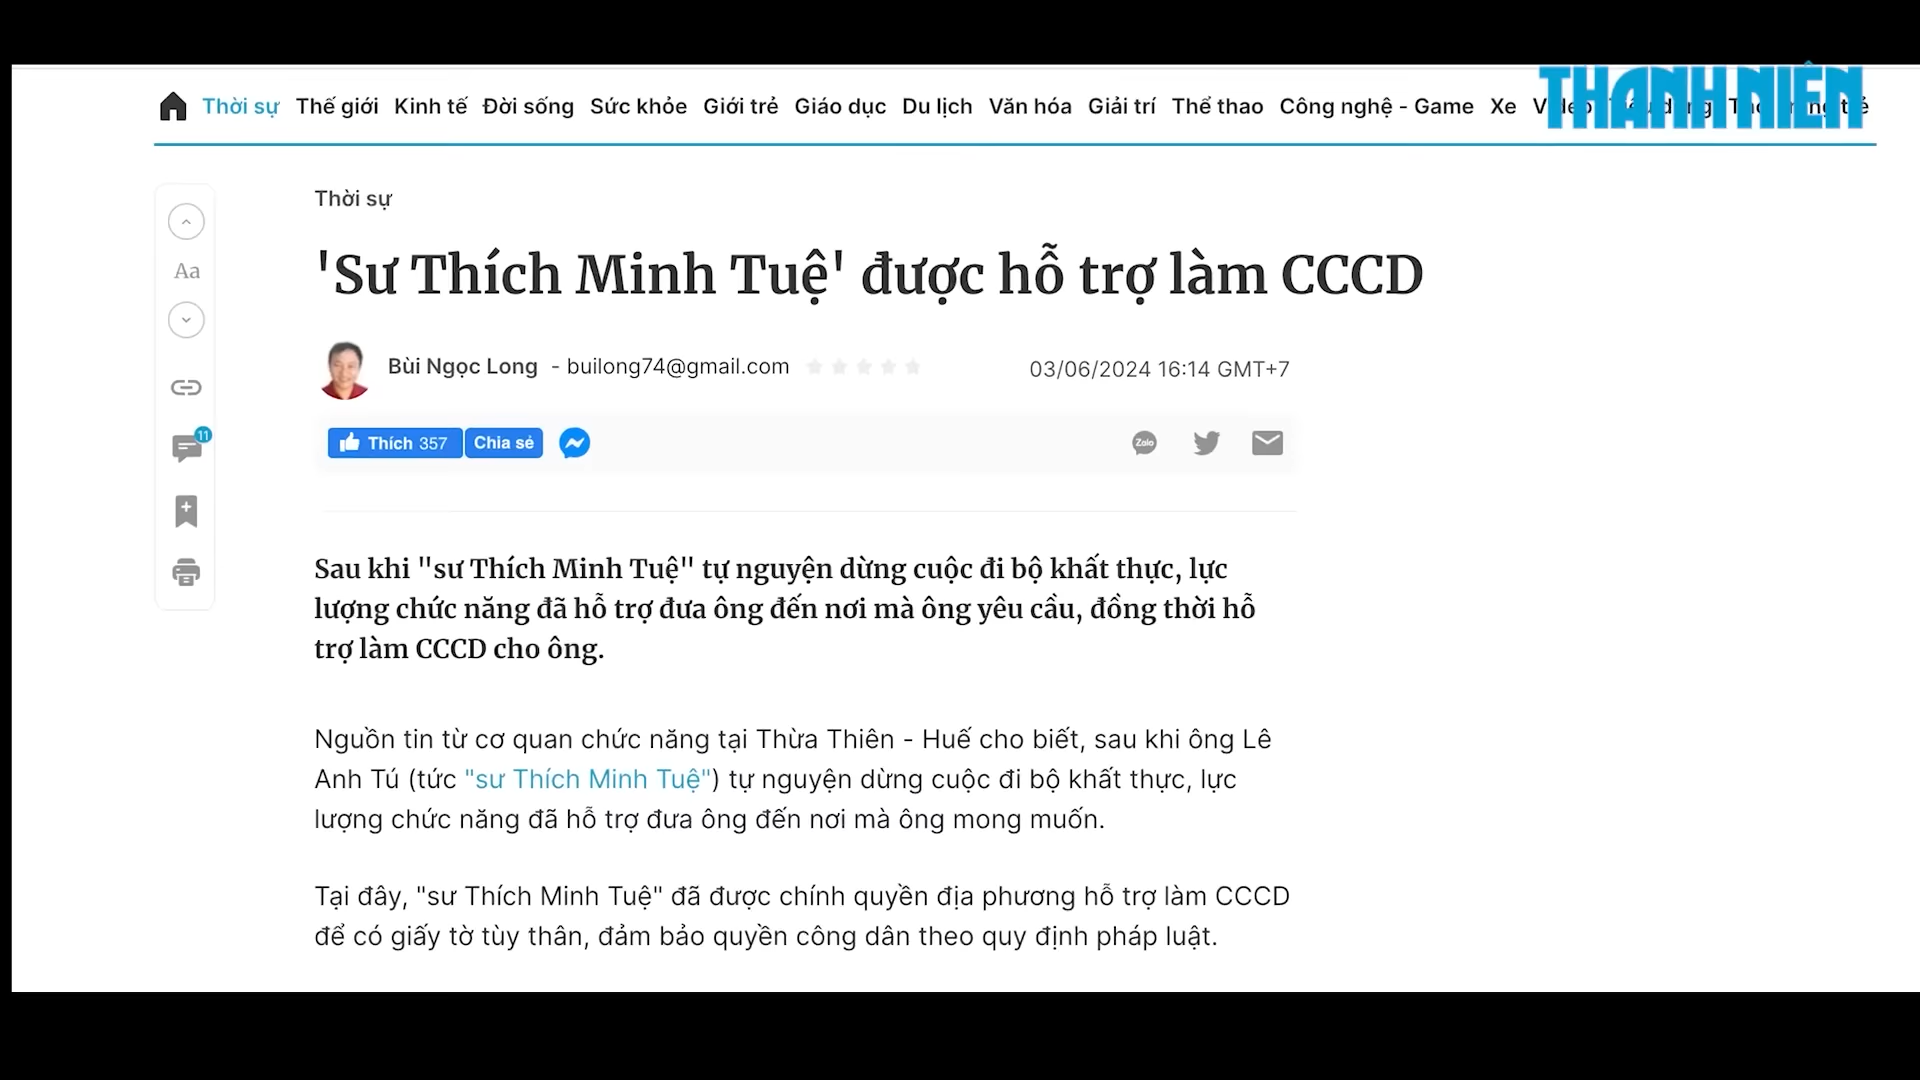 THANH NIÊN
Thời sự Thế giới Kinh tế Đời sống Sức khỏe Giới trẻ Giáo dục Du lịch Văn hóa Giải trí Thể thao Công nghệ - Game Xe
Thời sự
'Sư Thích Minh Tuệ' được hỗ trợ làm CCCD
Aa
Bùi Ngọc Long - builong74@gmail.com
03/06/2024 16:14 GMT+7
11
Thích 357 Chia sẻ
Zalo
Sau khi "sư Thích Minh Tuệ" tự nguyện dừng cuộc đi bộ khất thực, lực
lượng chức năng đã hỗ trợ đưa ông đến nơi mà ông yêu cầu, đồng thời hỗ
trợ làm CCCD cho ông.
Nguồn tin từ cơ quan chức năng tại Thừa Thiên - Huế cho biết, sau khi ông Lê
Anh Tú (tức "sư Thích Minh Tuệ") tự nguyện dừng cuộc đi bộ khất thực, lực
lượng chức năng đã hỗ trợ đưa ông đến nơi mà ông mong muốn.
Tại đây, "sư Thích Minh Tuệ" đã được chính quyền địa phương hỗ trợ làm CCCD
để có giấy tờ tùy thân, đảm bảo quyền công dân theo quy định pháp luật.